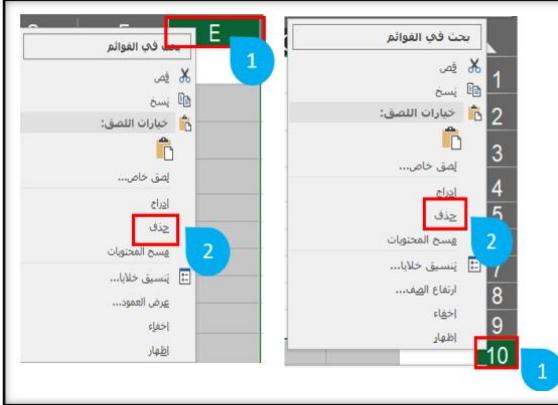 E
1
بحث في القوائم
قص
نسخ
خيارات اللصق:
لصق خاص...
إدراج
حذف
2
مسح المحتويات
تنسيق خلايا...
عرض العمود...
إخفاء
إظهار
بحث في القوائم
قص
1
نسخ
خيارات اللصق:
2
3
لصق خاص...
إدراج
4
حذف
5
2
مسح المحتويات
تنسيق خلايا...
7
ارتفاع الصف...
8
إخفاء
9
إظهار
10
1